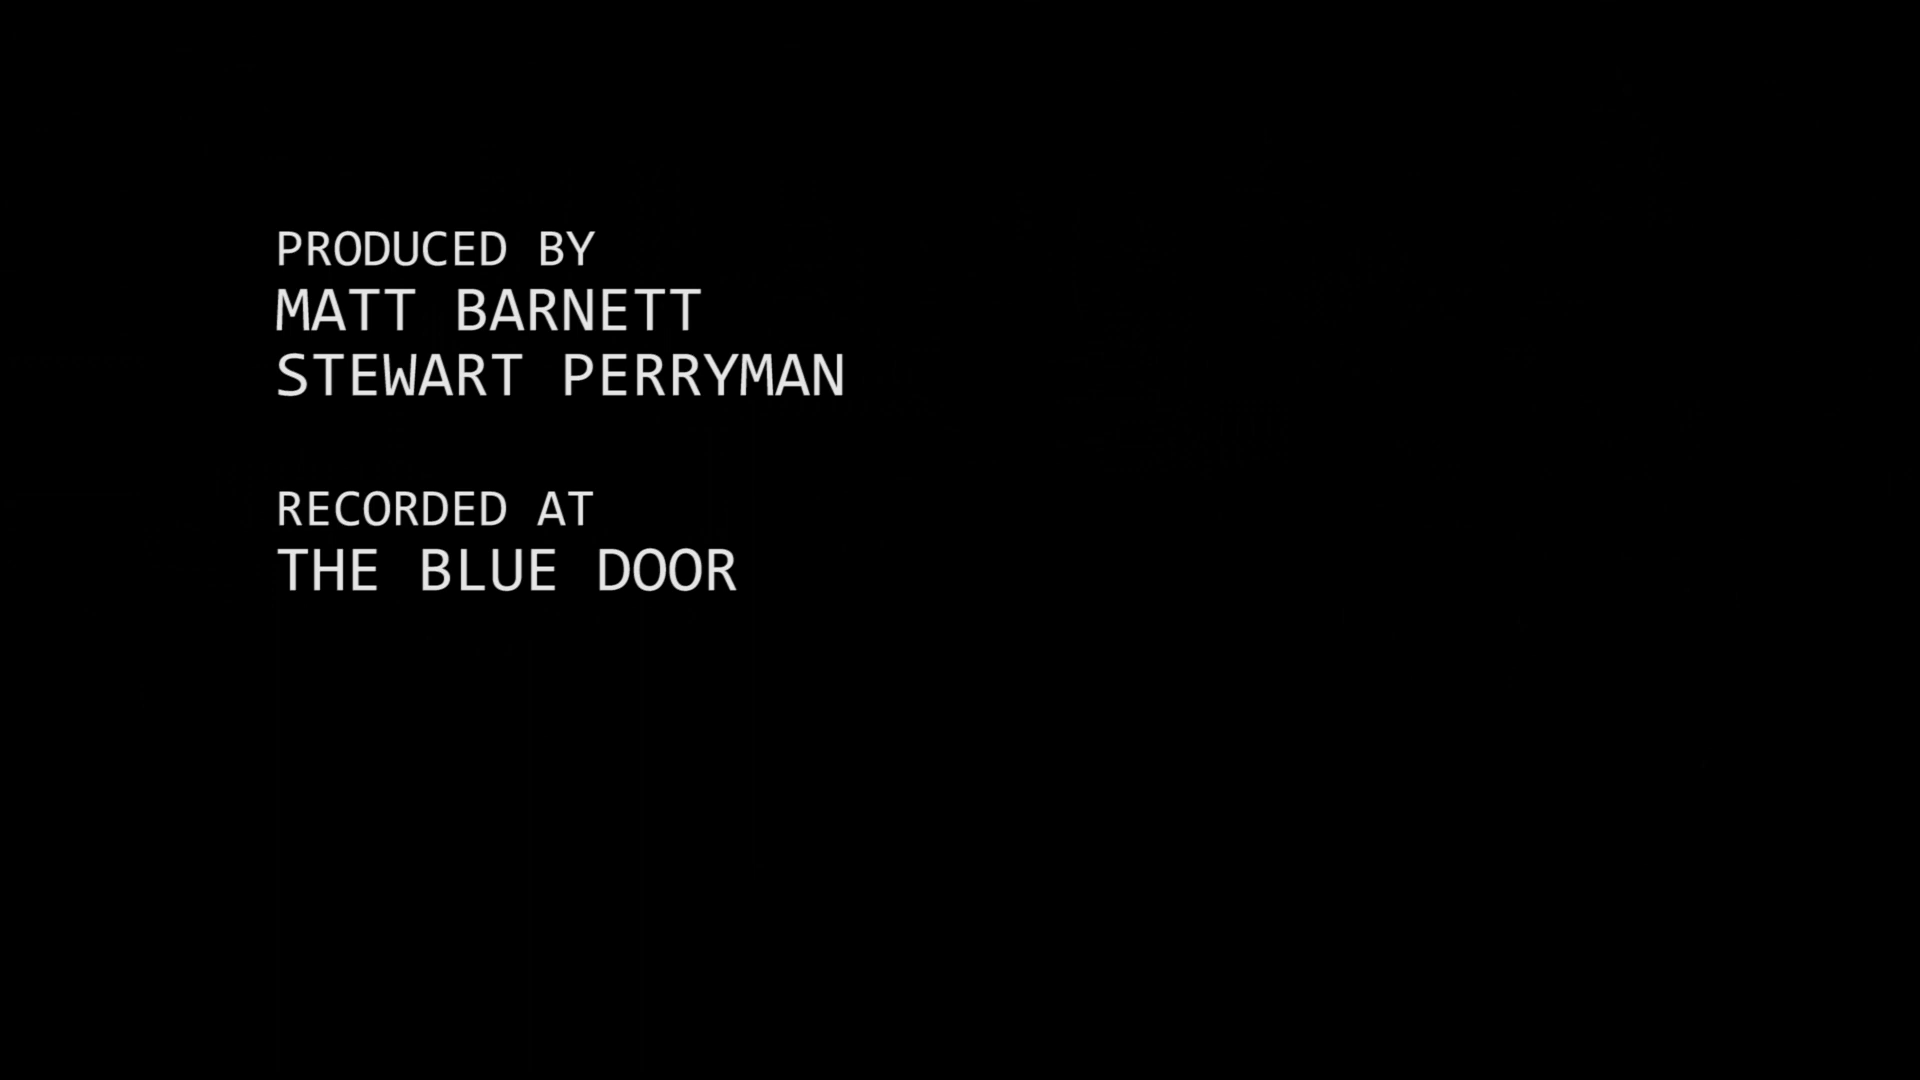 PRODUCED BY
MATT BARNETT
STEWART PERRYMAN
RECORDED AT
THE BLUE DOOR